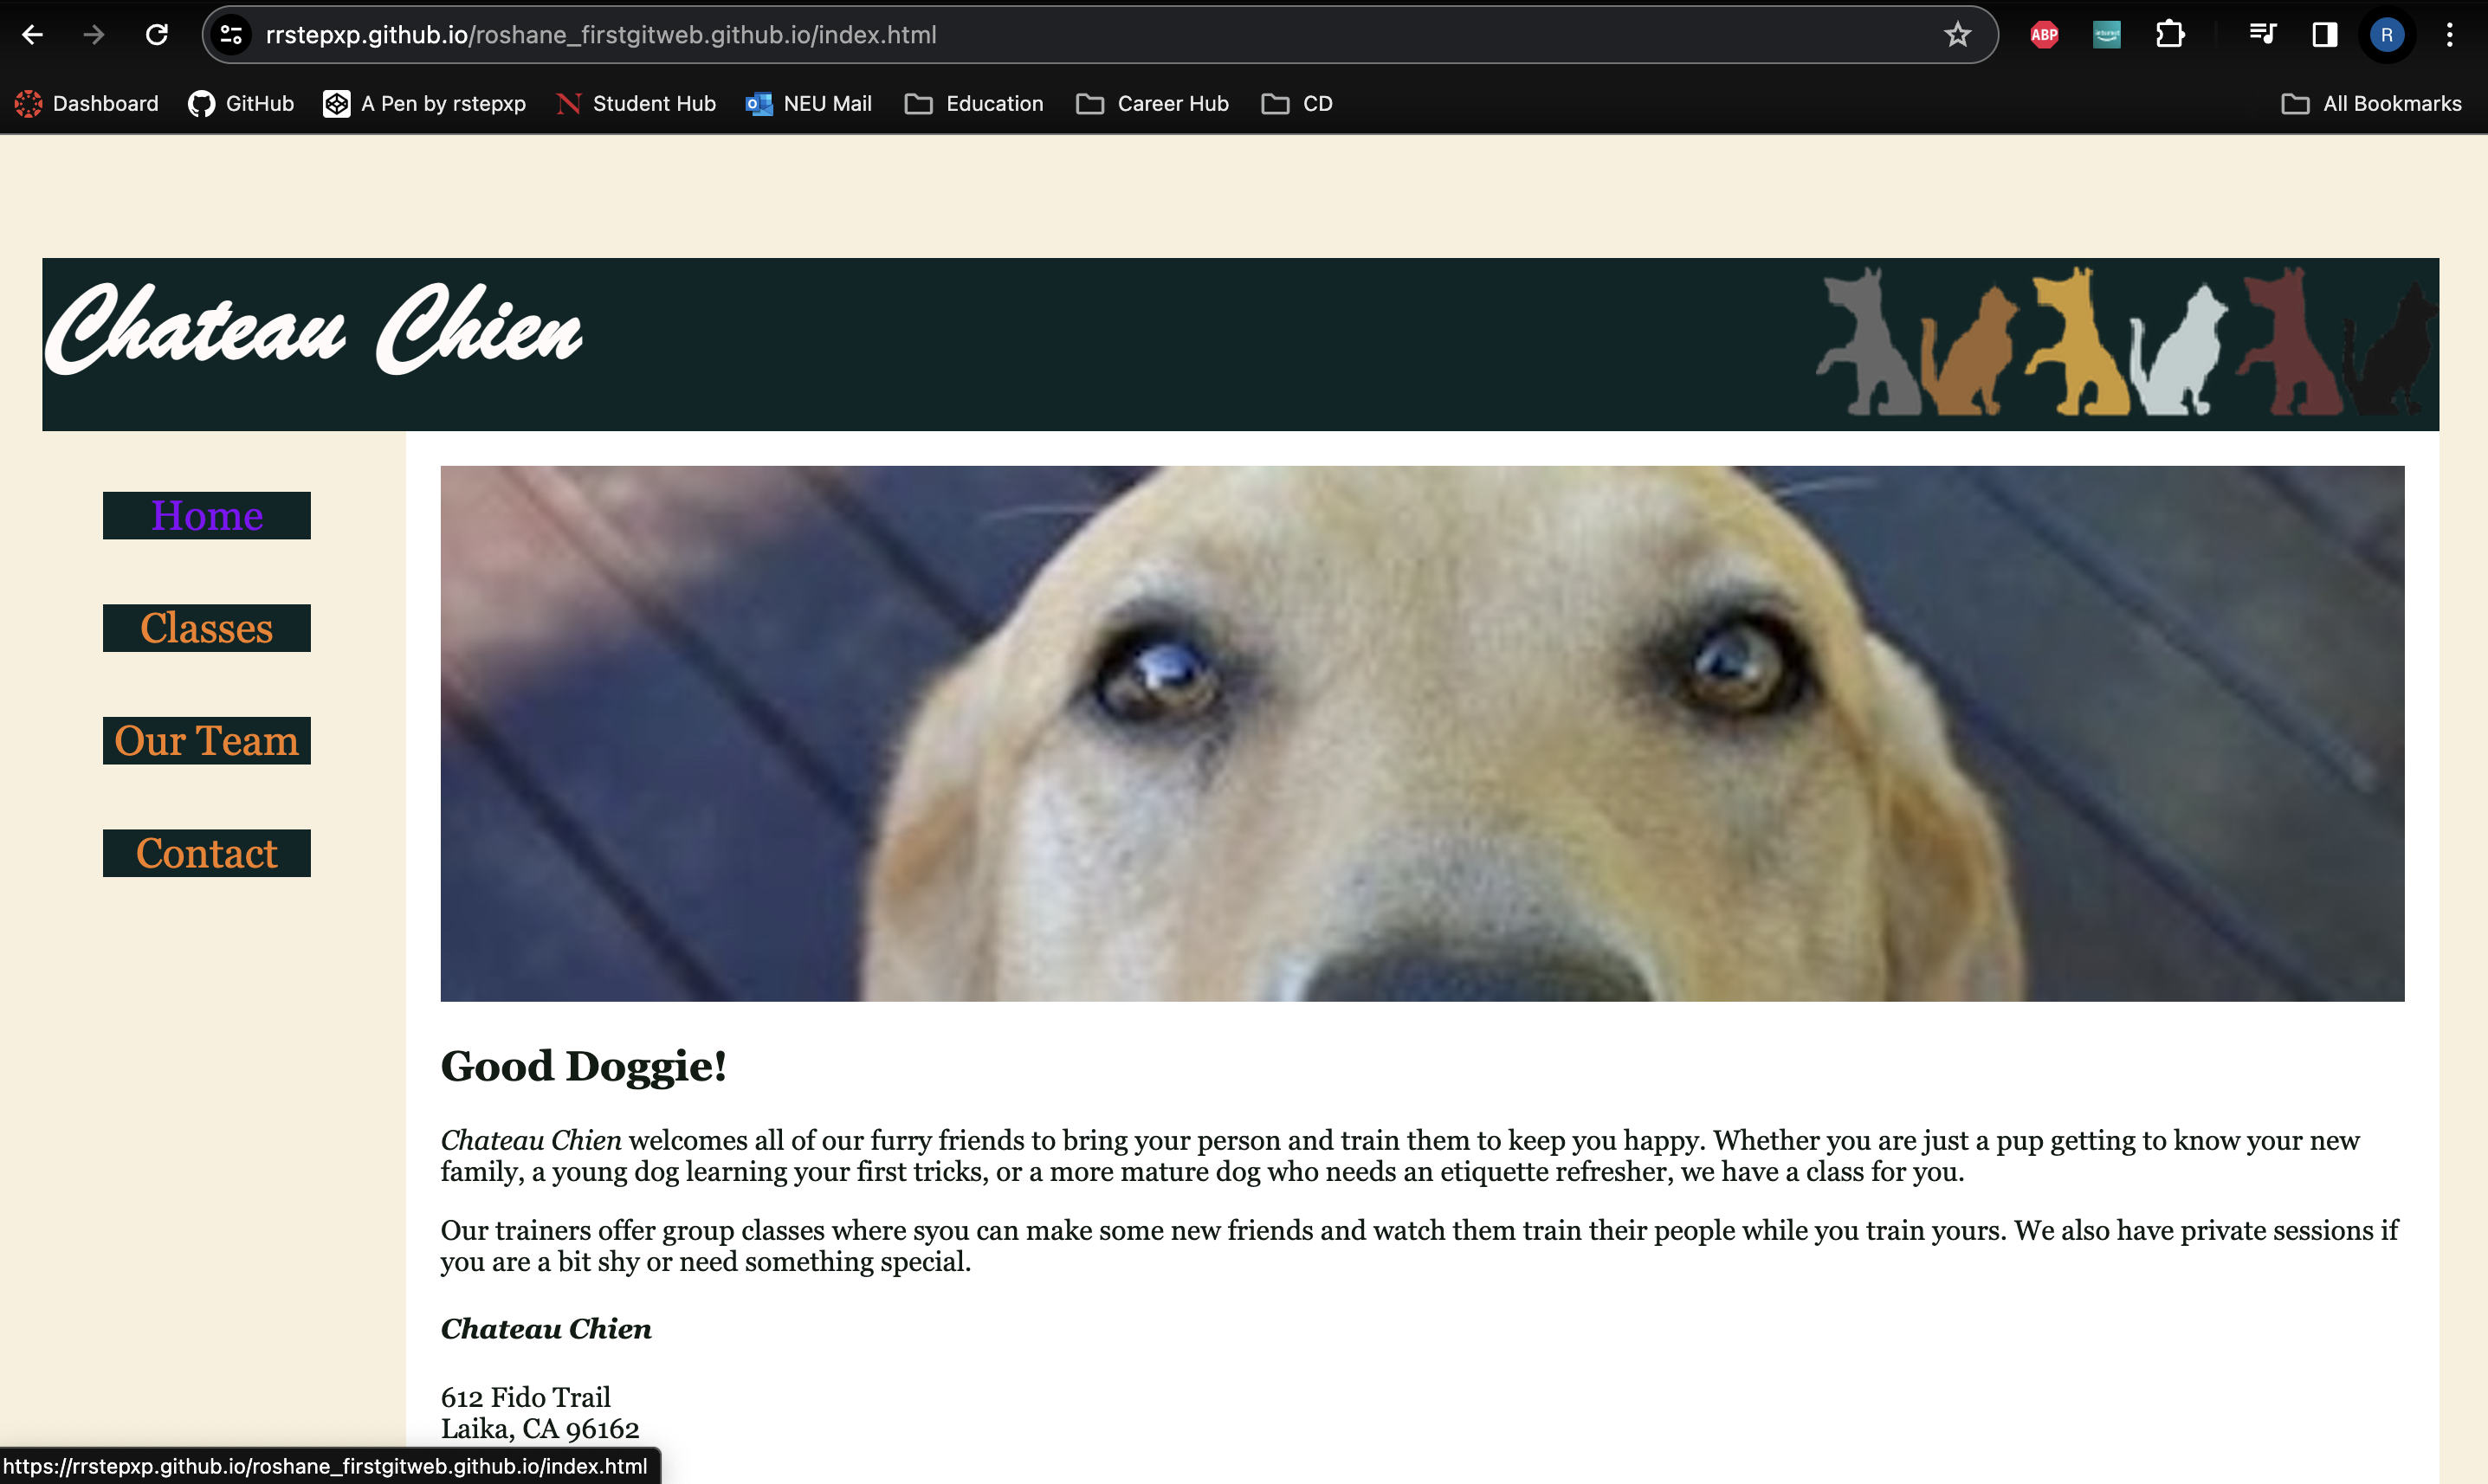 rrstepxp.github.io/roshane_firstgitweb.github.io/index.html
ABP
R
Dashboard
GitHub
A Pen by rstepxp
Student Hub
NEU Mail
Education
Career Hub
CD
All Bookmarks
Chateau Chien
Home
Classes
Our Team
Contact
Good Doggie!
Chateau Chien welcomes all of our furry friends to bring your person and train them to keep you happy. Whether you are just a pup getting to know your new
family, a young dog learning your first tricks, or a more mature dog who needs an etiquette refresher, we have a class for you.
Our trainers offer group classes where syou can make some new friends and watch them train their people while you train yours. We also have private sessions if
you are a bit shy or need something special.
Chateau Chien
612 Fido Trail
Laika, CA 96162
https://rrstepxp.github.io/roshane_firstgitweb.github.io/index.html